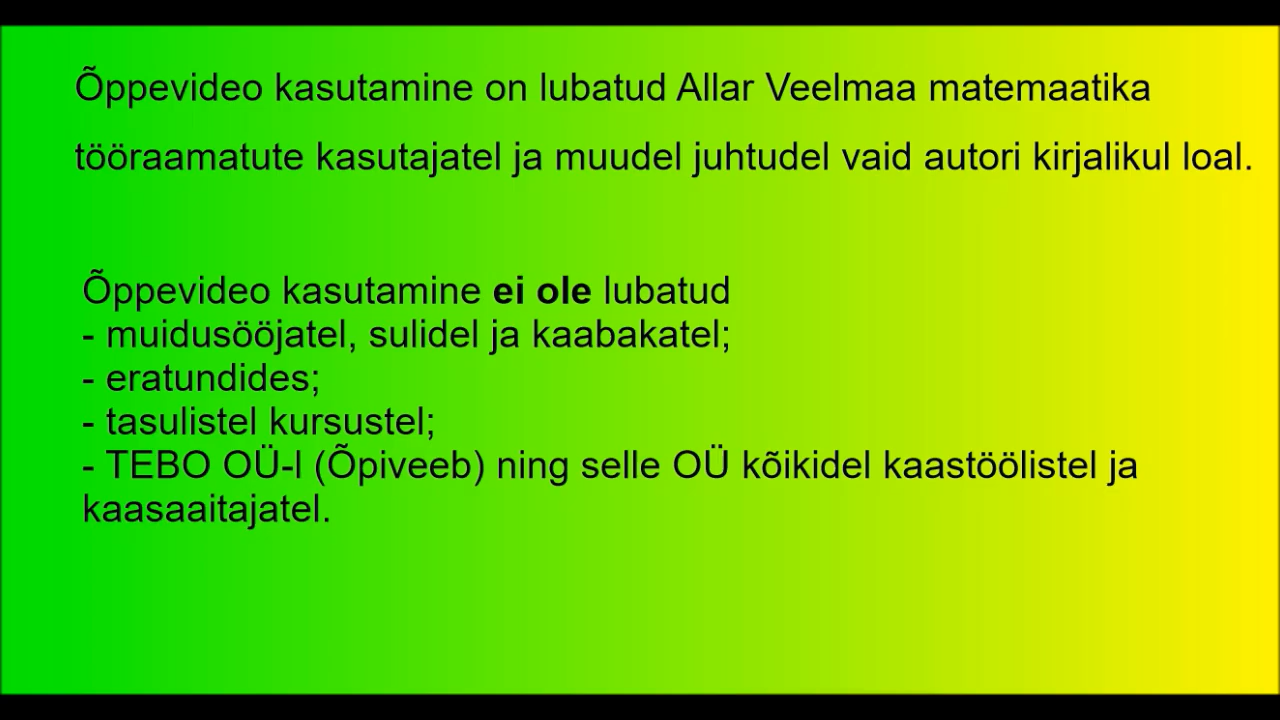 Õppevideo kasutamine on lubatud Allar Veelmaa matemaatika
tööraamatute kasutajatel ja muudel juhtudel vaid autori kirjalikul loal.
Õppevideo kasutamine ei ole lubatud
- muidusööjatel, sulidel ja kaabakatel;
- eratundides;
- tasulistel kursustel;
- TEBO OÜ-l (Õpiveeb) ning selle OÜ kõikidel kaastöölistel ja
kaasaaitajatel.